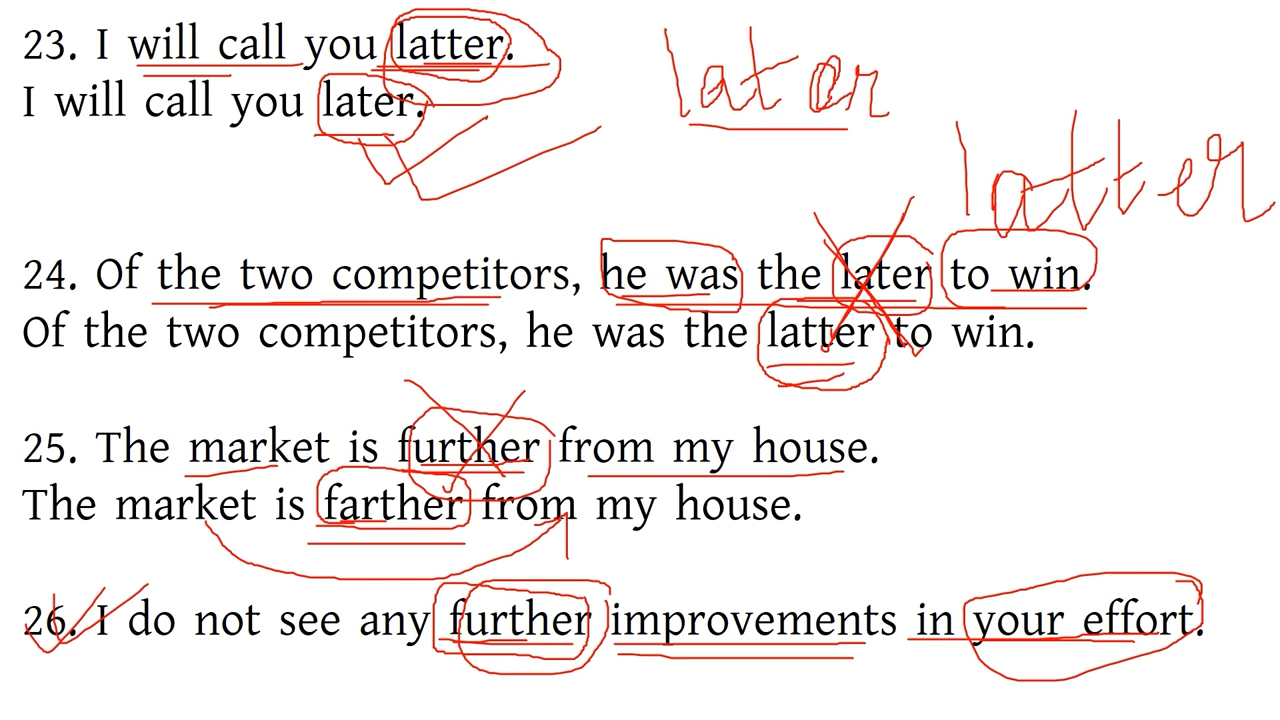 23. I will call you latter.
I will call you later.
later
latter
24. Of the two competitors, he was the later to win.
Of the two competitors, he was the latter to win.
25. The market is further from my house.
The market is farther from my house.
26. I do not see any further improvements in your effort.